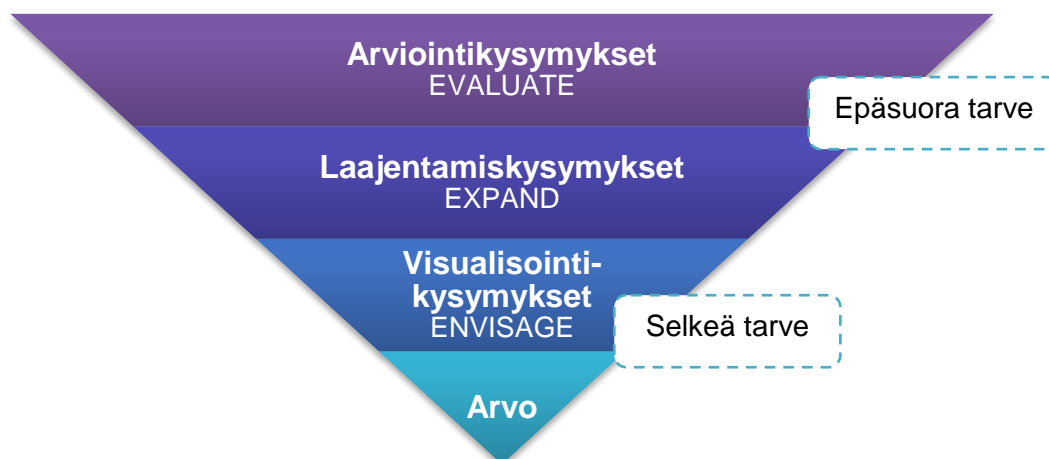 Arviointikysymykset
EVALUATE
Epäsuora tarve
Laajentamiskysymykset
EXPAND
Visualisointi-
kysymykset
ENVISAGE
Selkeä tarve
Arvo